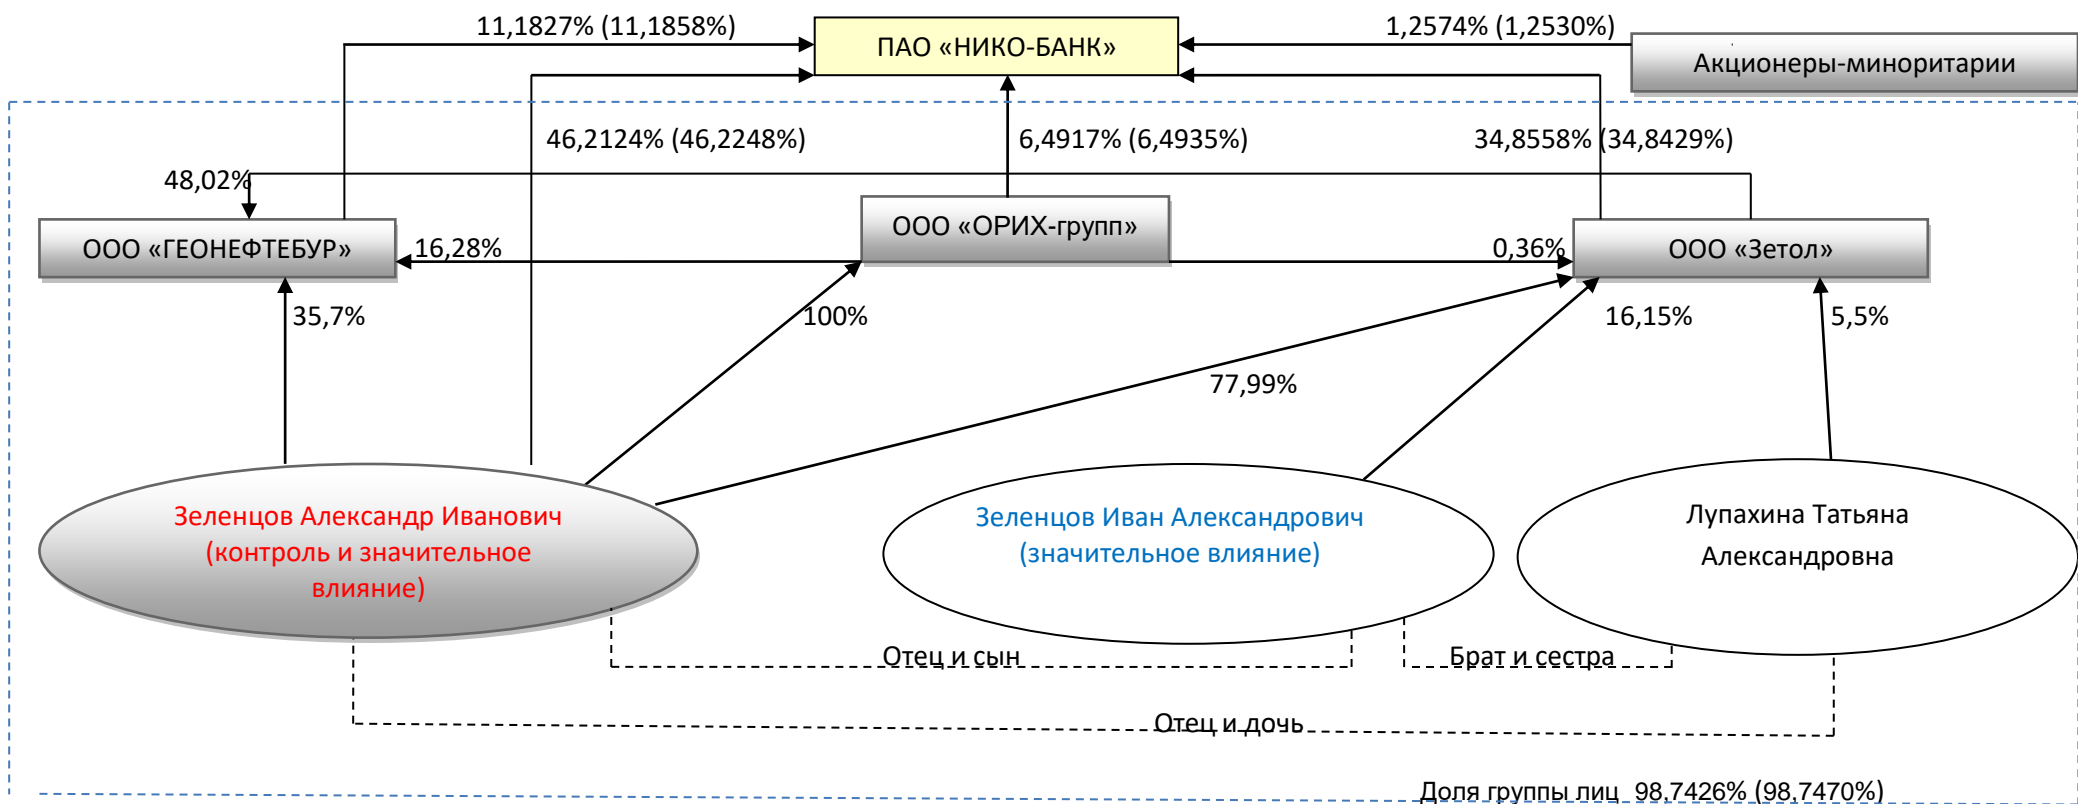 11,1827% (11,1858%)
ПАО «НИКО-БАНК»
1,2574% (1,2530%)
Акционеры-миноритарии
46,2124% (46,2248%)
6,4917% (6,4935%)
34,8558% (34,8429%)
48,02%
ООО «ГЕОНЕФТЕБУР»
16,28%
ООО «ОРИХ-групп»
0,36%
ООО «Зетол»
35,7%
100%
16,15%
5,5%
77,99%
Зеленцов Александр Иванович
(контроль и значительное
влияние)
Зеленцов Иван Александрович
(значительное влияние)
Лупахина Татьяна
Александровна
Отец и сын
Брат и сестра
Отец и дочь
Доля группы лиц 98,7426% (98,7470%)